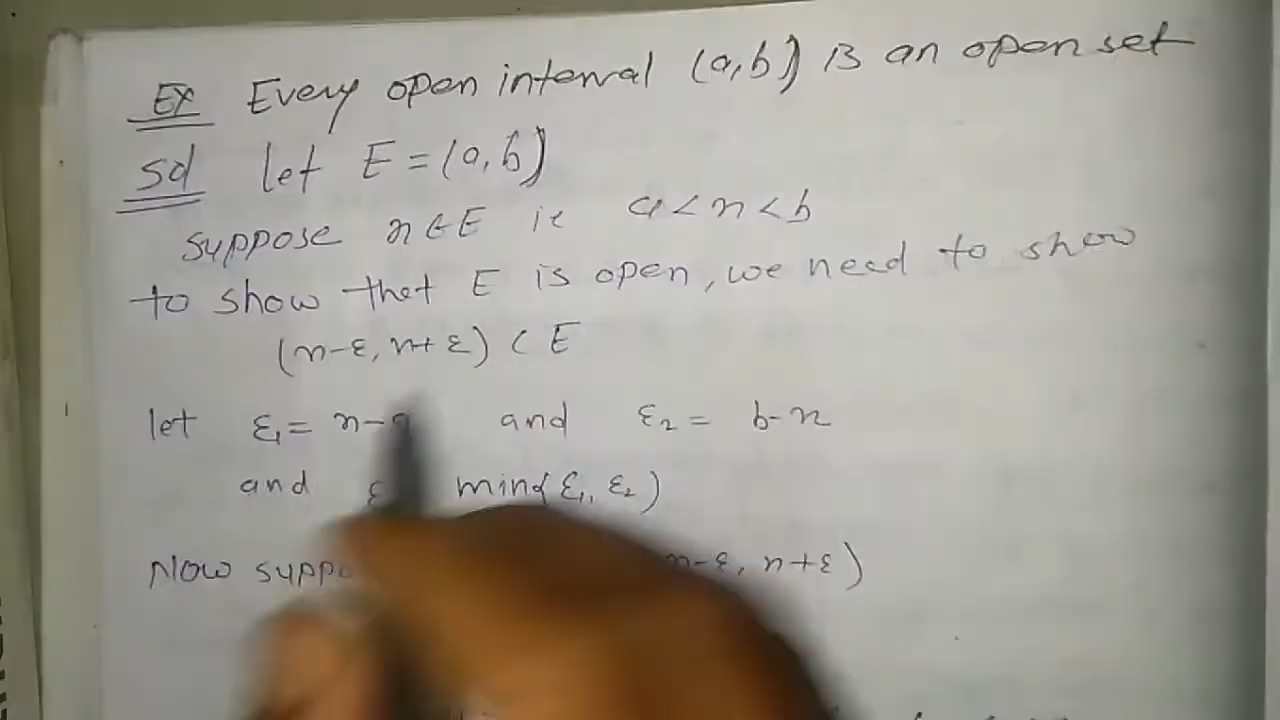 Ex Every open interval (a,b) is an open set
Sol let E = (a,b)
suppose x ∈ E ie a < x < b
to show that E is open, we need to show
(x-ε, x+ε) ⊂ E
let ε₁ = x- and ε₂ = b-x
and ε min{ε₁, ε₂)
Now x-ε, x+ε)